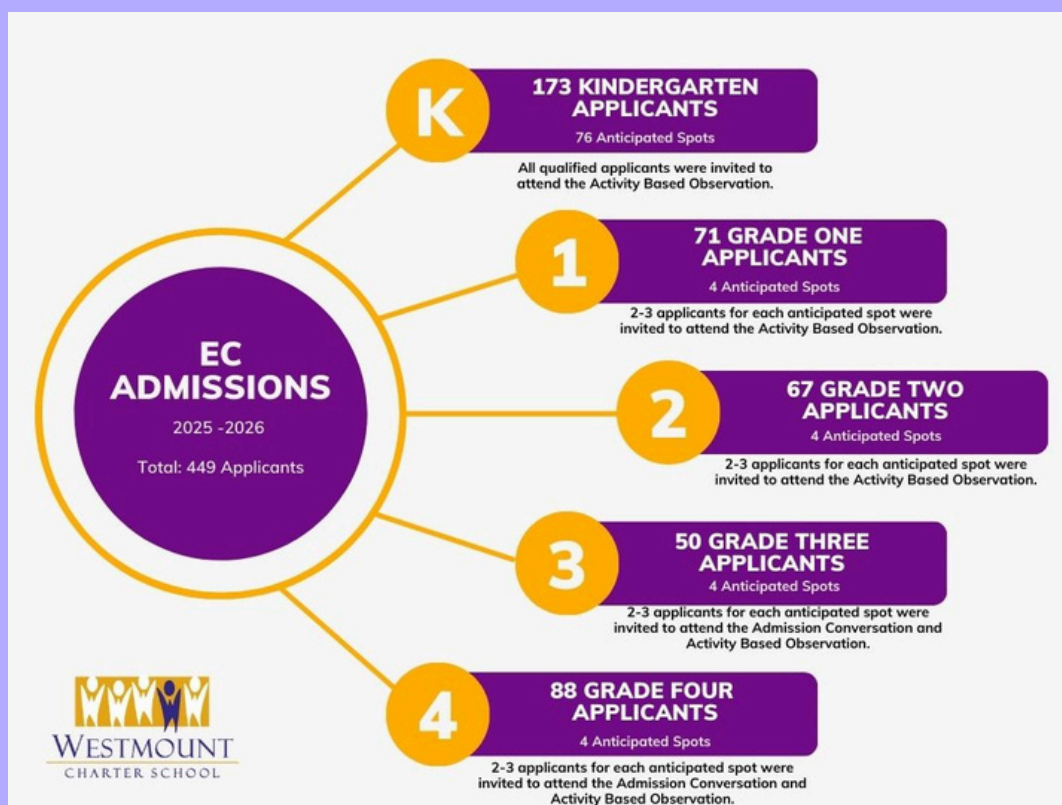 K
173 KINDERGARTEN
APPLICANTS
76 Anticipated Spots
All qualified applicants were invited to
attend the Activity Based Observation.
1
71 GRADE ONE
APPLICANTS
4 Anticipated Spots
2-3 applicants for each anticipated spot were
invited to attend the Activity Based Observation.
EC
ADMISSIONS
2025 -2026
Total: 449 Applicants
2
67 GRADE TWO
APPLICANTS
4 Anticipated Spots
2-3 applicants for each anticipated spot were
invited to attend the Activity Based Observation.
3
50 GRADE THREE
APPLICANTS
4 Anticipated Spots
2-3 applicants for each anticipated spot were
invited to attend the Admission Conversation and
Activity Based Observation.
4
88 GRADE FOUR
APPLICANTS
4 Anticipated Spots
2-3 applicants for each anticipated spot were
invited to attend the Admission Conversation and
Activity Based Observation.
WESTMOUNT
CHARTER SCHOOL